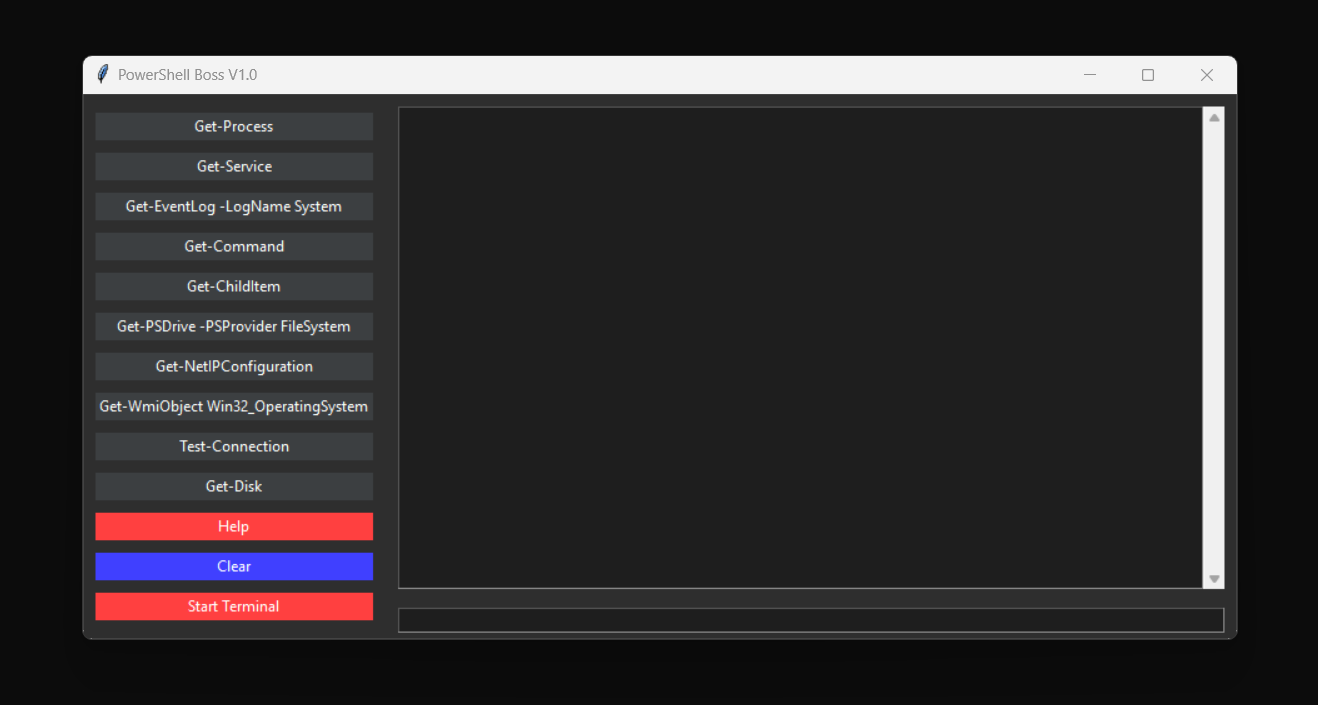 PowerShell Boss V1.0
Get-Process
Get-Service
Get-EventLog -LogName System
Get-Command
Get-ChildItem
Get-PSDrive -PSProvider FileSystem
Get-NetIPConfiguration
Get-WmiObject Win32_OperatingSystem
Test-Connection
Get-Disk
Help
Clear
Start Terminal